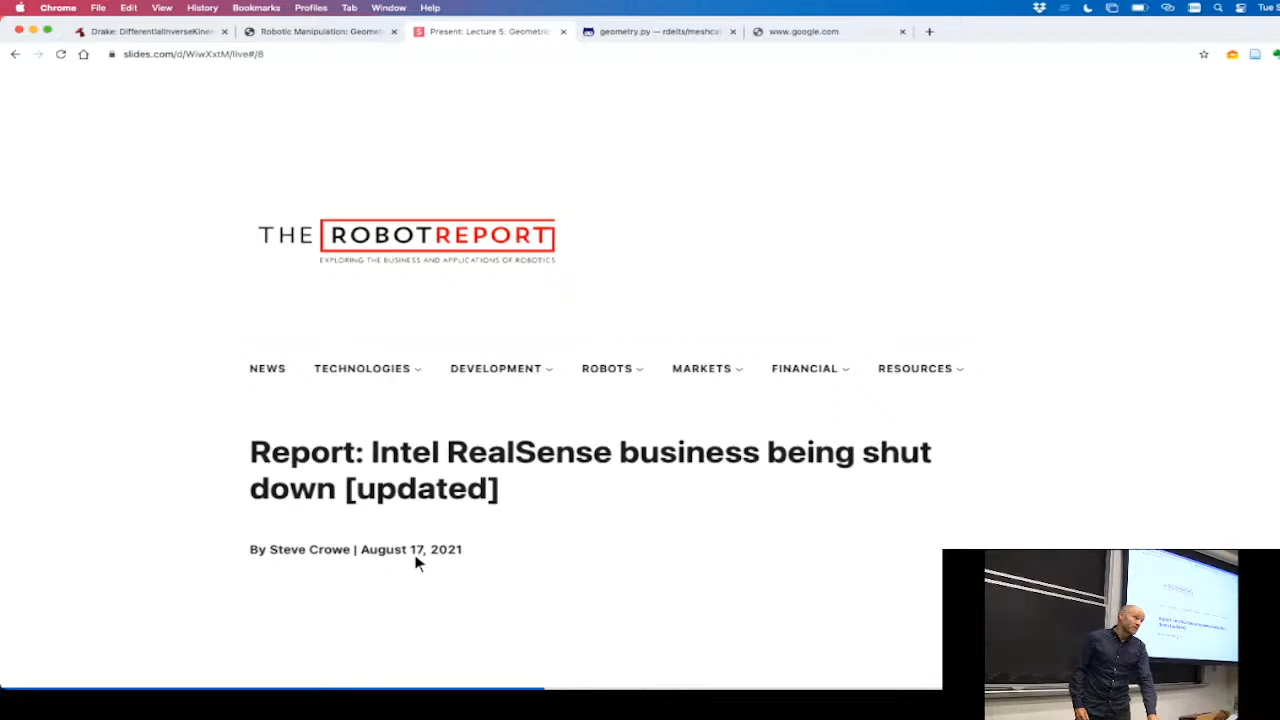 Chrome File Edit View History Bookmarks Profiles Tab Window Help Tue S
Drake: DifferentialInverseKine Robotic Manipulation: Geomet Present: Lecture 5: Geometric geometry.py — rdeits/meshcat www.google.com
slides.com/d/WiwXxtM/live#/8
THE ROBOTREPORT
EXPLORING THE BUSINESS AND APPLICATIONS OF ROBOTICS
NEWS TECHNOLOGIES DEVELOPMENT ROBOTS MARKETS FINANCIAL RESOURCES
Report: Intel RealSense business being shut
down [updated]
By Steve Crowe | August 17, 2021